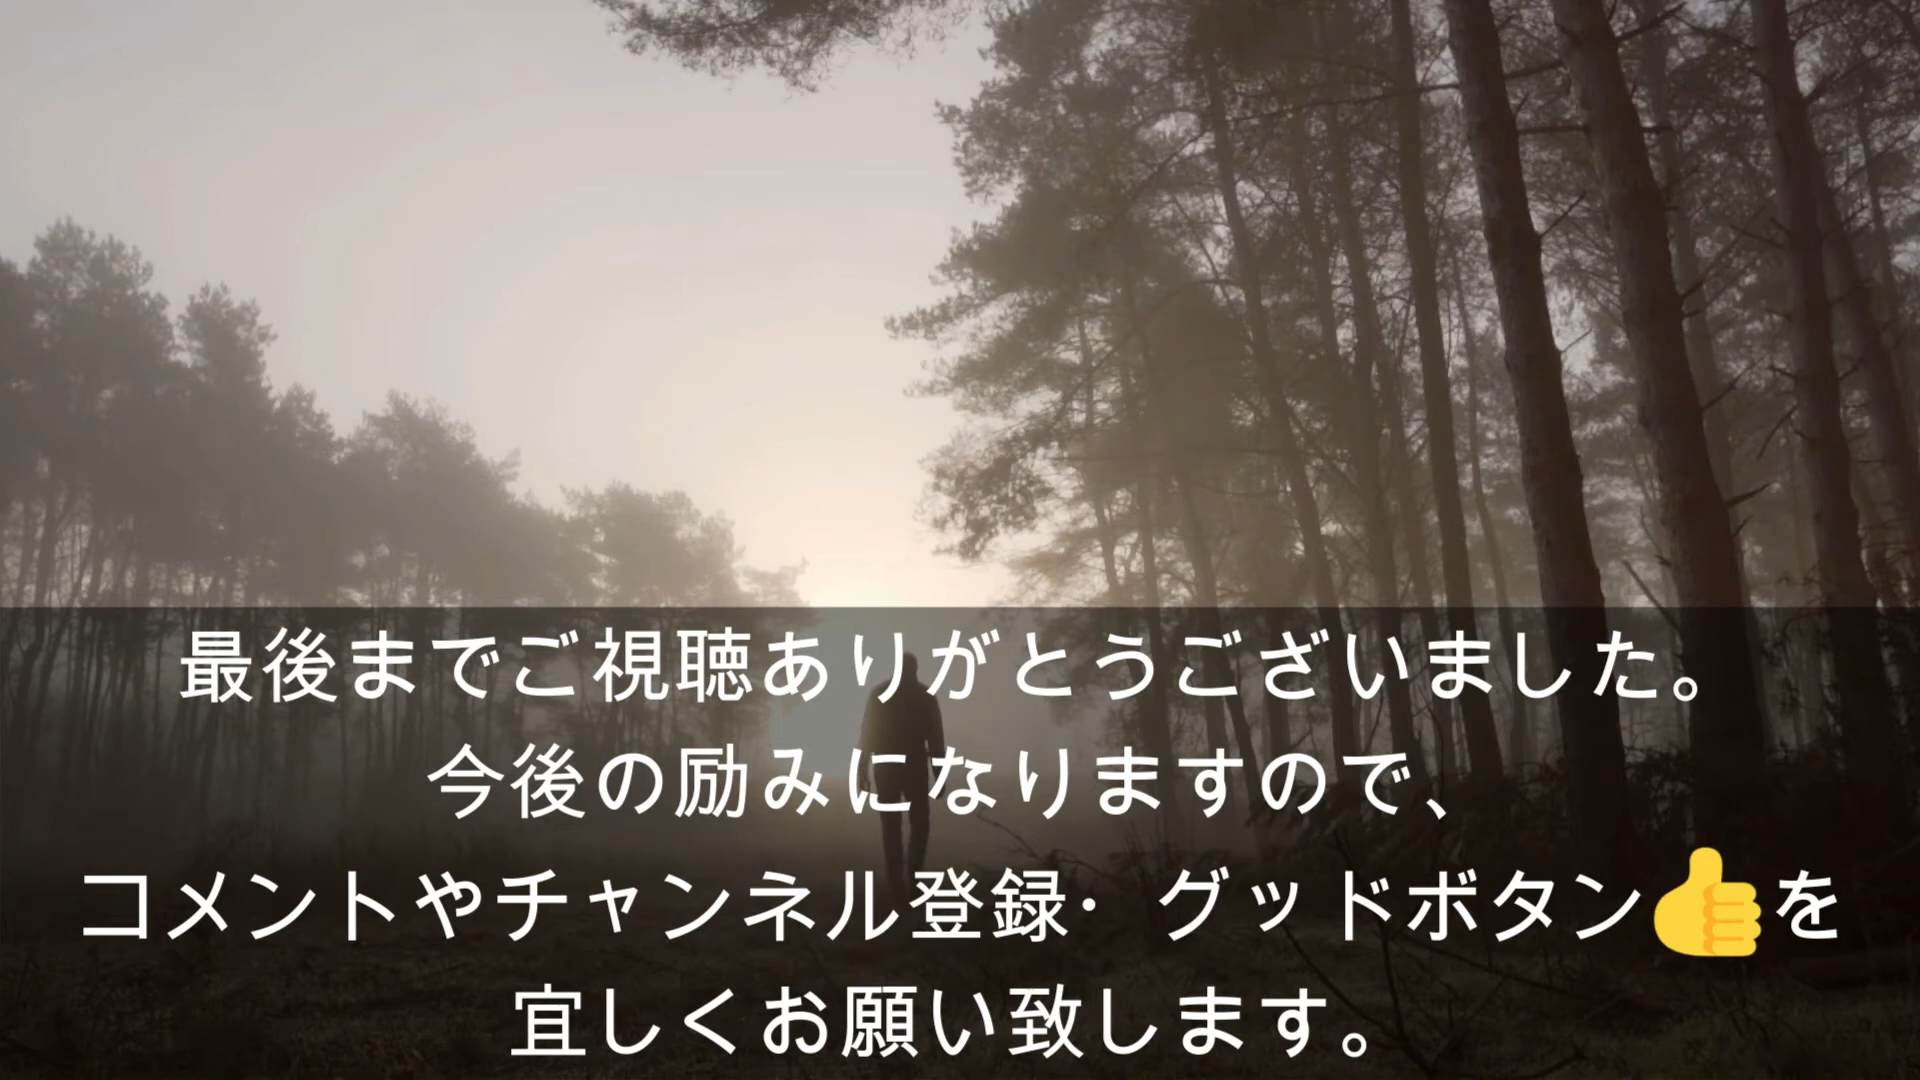 最後までご視聴ありがとうございました。
今後の励みになりますので、
コメントやチャンネル登録・グッドボタン👍を
宜しくお願い致します。